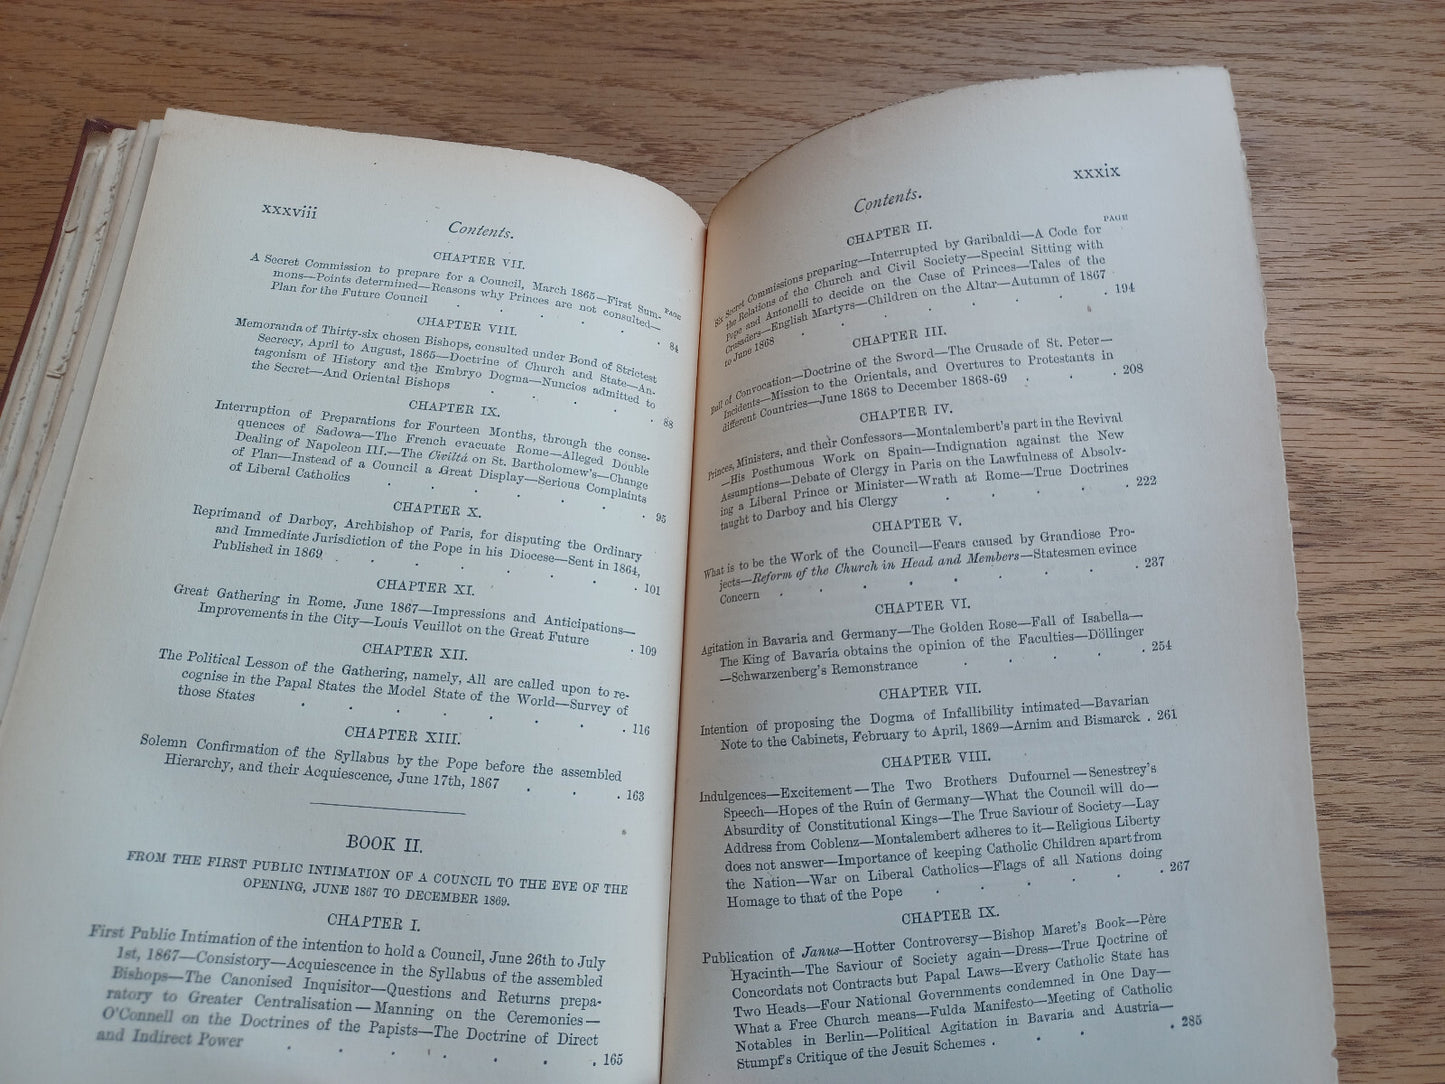 xxxviii
Contents.
PAGE
CHAPTER VII.
A Secret Commission to prepare for a Council, March 1865—First Sum-
mons—Points determined—Reasons why Princes are not consulted—
Plan for the Future Council . . . . . 84
CHAPTER VIII.
Memoranda of Thirty-six chosen Bishops, consulted under Bond of Strictest
Secrecy, April to August, 1865—Doctrine of Church and State—An-
tagonism of History and the Embryo Dogma—Nuncios admitted to
the Secret—And Oriental Bishops . . . . . 88
CHAPTER IX.
Interruption of Preparations for Fourteen Months, through the conse-
quences of Sadowa—The French evacuate Rome—Alleged Double
Dealing of Napoleon III.—The Civiltá on St. Bartholomew's—Change
of Plan—Instead of a Council a Great Display—Serious Complaints
of Liberal Catholics . . . . . . . 95
CHAPTER X.
Reprimand of Darboy, Archbishop of Paris, for disputing the Ordinary
and Immediate Jurisdiction of the Pope in his Diocese—Sent in 1864,
Published in 1869 . . . . . . . 101
CHAPTER XI.
Great Gathering in Rome, June 1867—Impressions and Anticipations—
Improvements in the City—Louis Veuillot on the Great Future . 109
CHAPTER XII.
The Political Lesson of the Gathering, namely, All are called upon to re-
cognise in the Papal States the Model State of the World—Survey of
those States . . . . . . . . 116
CHAPTER XIII.
Solemn Confirmation of the Syllabus by the Pope before the assembled
Hierarchy, and their Acquiescence, June 17th, 1867 . . . 163
BOOK II.
FROM THE FIRST PUBLIC INTIMATION OF A COUNCIL TO THE EVE OF THE
OPENING, JUNE 1867 TO DECEMBER 1869.
CHAPTER I.
First Public Intimation of the intention to hold a Council, June 26th to July
1st, 1867—Consistory—Acquiescence in the Syllabus of the assembled
Bishops—The Canonised Inquisitor—Questions and Returns prepa-
ratory to Greater Centralisation—Manning on the Ceremonies—
O'Connell on the Doctrines of the Papists—The Doctrine of Direct
and Indirect Power . . . . . . . 165
Contents.
xxxix
PAGE
CHAPTER II.
Six Secret Commissions preparing—Interrupted by Garibaldi—A Code for
the Relations of the Church and Civil Society—Special Sitting with
Pope and Antonelli to decide on the Case of Princes—Tales of the
Crusaders—English Martyrs—Children on the Altar—Autumn of 1867
to June 1868 . . . . . . . . 194
CHAPTER III.
Bull of Convocation—Doctrine of the Sword—The Crusade of St. Peter—
Incidents—Mission to the Orientals, and Overtures to Protestants in
different Countries—June 1868 to December 1868-69 . . . 208
CHAPTER IV.
Princes, Ministers, and their Confessors—Montalembert's part in the Revival
—His Posthumous Work on Spain—Indignation against the New
Assumptions—Debate of Clergy in Paris on the Lawfulness of Absolv-
ing a Liberal Prince or Minister—Wrath at Rome—True Doctrines
taught to Darboy and his Clergy . . . . . 222
CHAPTER V.
What is to be the Work of the Council—Fears caused by Grandiose Pro-
jects—Reform of the Church in Head and Members—Statesmen evince
Concern . . . . . . . . . 237
CHAPTER VI.
Agitation in Bavaria and Germany—The Golden Rose—Fall of Isabella—
The King of Bavaria obtains the opinion of the Faculties—Döllinger
—Schwarzenberg's Remonstrance . . . . . 254
CHAPTER VII.
Intention of proposing the Dogma of Infallibility intimated—Bavarian
Note to the Cabinets, February to April, 1869—Arnim and Bismarck . 261
CHAPTER VIII.
Indulgences—Excitement—The Two Brothers Dufournel—Senestrey's
Speech—Hopes of the Ruin of Germany—What the Council will do—
Absurdity of Constitutional Kings—The True Saviour of Society—Lay
Address from Coblenz—Montalembert adheres to it—Religious Liberty
does not answer—Importance of keeping Catholic Children apart from
the Nation—War on Liberal Catholics—Flags of all Nations doing
Homage to that of the Pope . . . . . . 267
CHAPTER IX.
Publication of Janus—Hotter Controversy—Bishop Maret's Book—Père
Hyacinth—The Saviour of Society again—Dress—True Doctrine of
Concordats not Contracts but Papal Laws—Every Catholic State has
Two Heads—Four National Governments condemned in One Day—
What a Free Church means—Fulda Manifesto—Meeting of Catholic
Notables in Berlin—Political Agitation in Bavaria and Austria—
Stumpf's Critique of the Jesuit Schemes . . . . 285